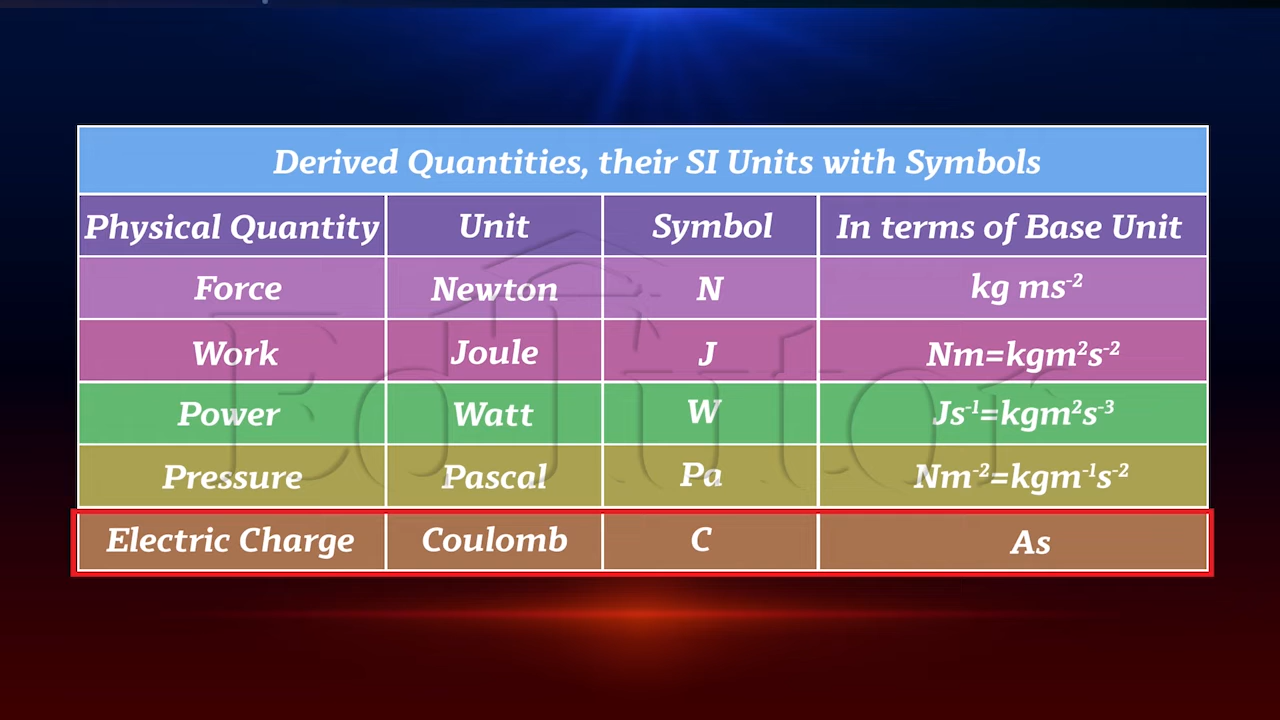 Derived Quantities, their SI Units with Symbols
Physical Quantity Unit Symbol In terms of Base Unit
Force Newton N kg ms⁻²
Work Joule J Nm=kgm²s⁻²
Power Watt W Js⁻¹=kgm²s⁻³
Pressure Pascal Pa Nm⁻²=kgm⁻¹s⁻²
Electric Charge Coulomb C As
EdTutor